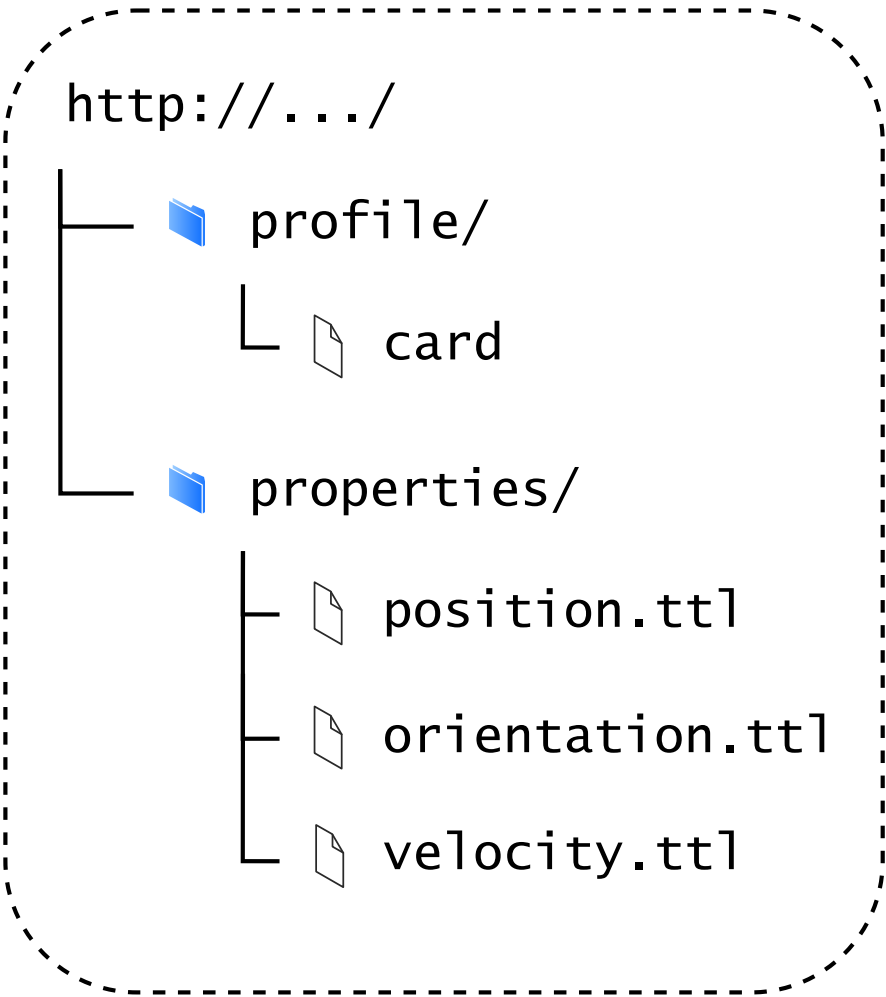 http://.../
profile/
card
properties/
position.ttl
orientation.ttl
velocity.ttl